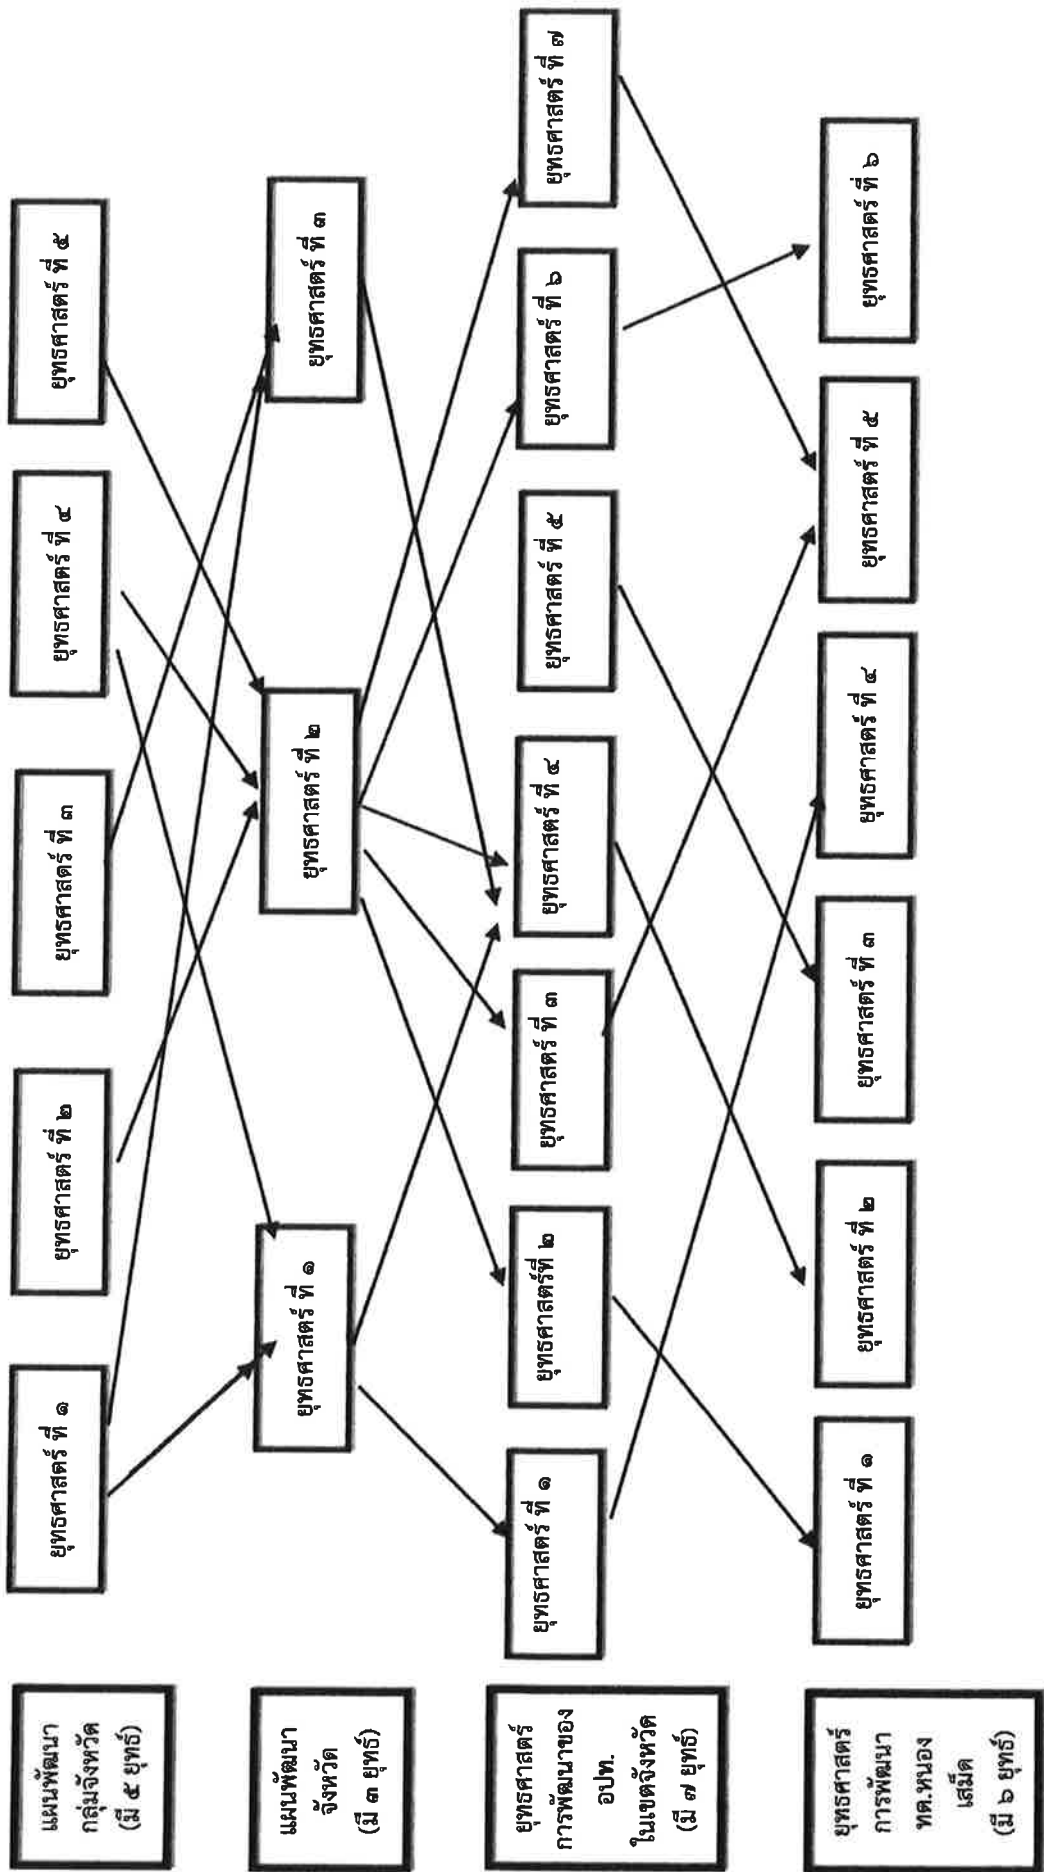 แผนพัฒนา
กลุ่มจังหวัด
(มี ๕ ยุทธ์)
ยุทธศาสตร์ ที่ ๑
ยุทธศาสตร์ ที่ ๒
ยุทธศาสตร์ ที่ ๓
ยุทธศาสตร์ ที่ ๔
ยุทธศาสตร์ ที่ ๕
แผนพัฒนา
จังหวัด
(มี ๓ ยุทธ์)
ยุทธศาสตร์ ที่ ๑
ยุทธศาสตร์ ที่ ๒
ยุทธศาสตร์ ที่ ๓
ยุทธศาสตร์
การพัฒนาของ
อปท.
ในเขตจังหวัด
(มี ๗ ยุทธ์)
ยุทธศาสตร์ ที่ ๑
ยุทธศาสตร์ที่ ๒
ยุทธศาสตร์ ที่ ๓
ยุทธศาสตร์ ที่ ๔
ยุทธศาสตร์ ที่ ๕
ยุทธศาสตร์ ที่ ๖
ยุทธศาสตร์ ที่ ๗
ยุทธศาสตร์
การพัฒนา
ทต.หนอง
เสม็ด
(มี ๖ ยุทธ์)
ยุทธศาสตร์ ที่ ๑
ยุทธศาสตร์ ที่ ๒
ยุทธศาสตร์ ที่ ๓
ยุทธศาสตร์ ที่ ๔
ยุทธศาสตร์ ที่ ๕
ยุทธศาสตร์ ที่ ๖